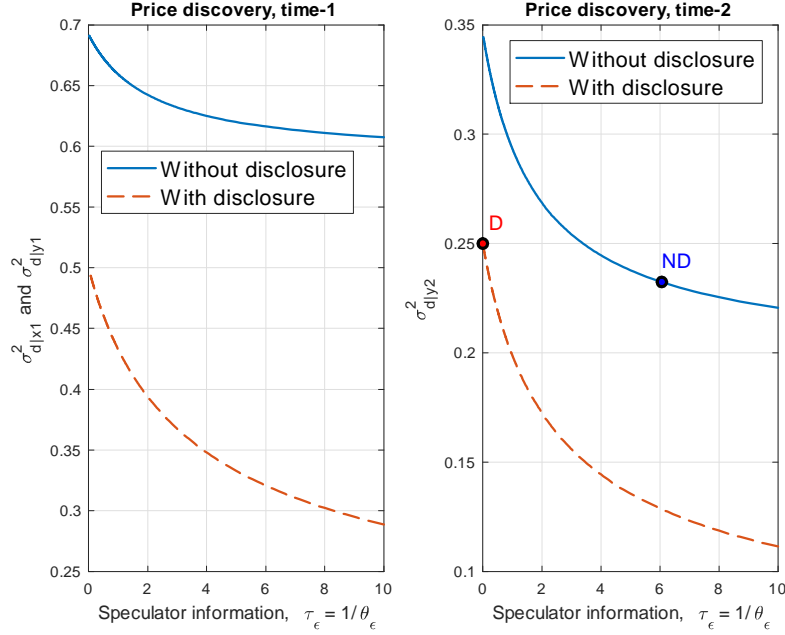 Price discovery, time-1
0.7
0.65
0.6
0.55
0.5
0.45
0.4
0.35
0.3
0.25
σ²d|x1 and σ²d|y1
Without disclosure
With disclosure
0 2 4 6 8 10
Speculator information, τϵ = 1/θϵ
Price discovery, time-2
0.35
0.3
0.25
0.2
0.15
0.1
σ²d|y2
Without disclosure
With disclosure
D
ND
0 2 4 6 8 10
Speculator information, τϵ = 1/θϵ